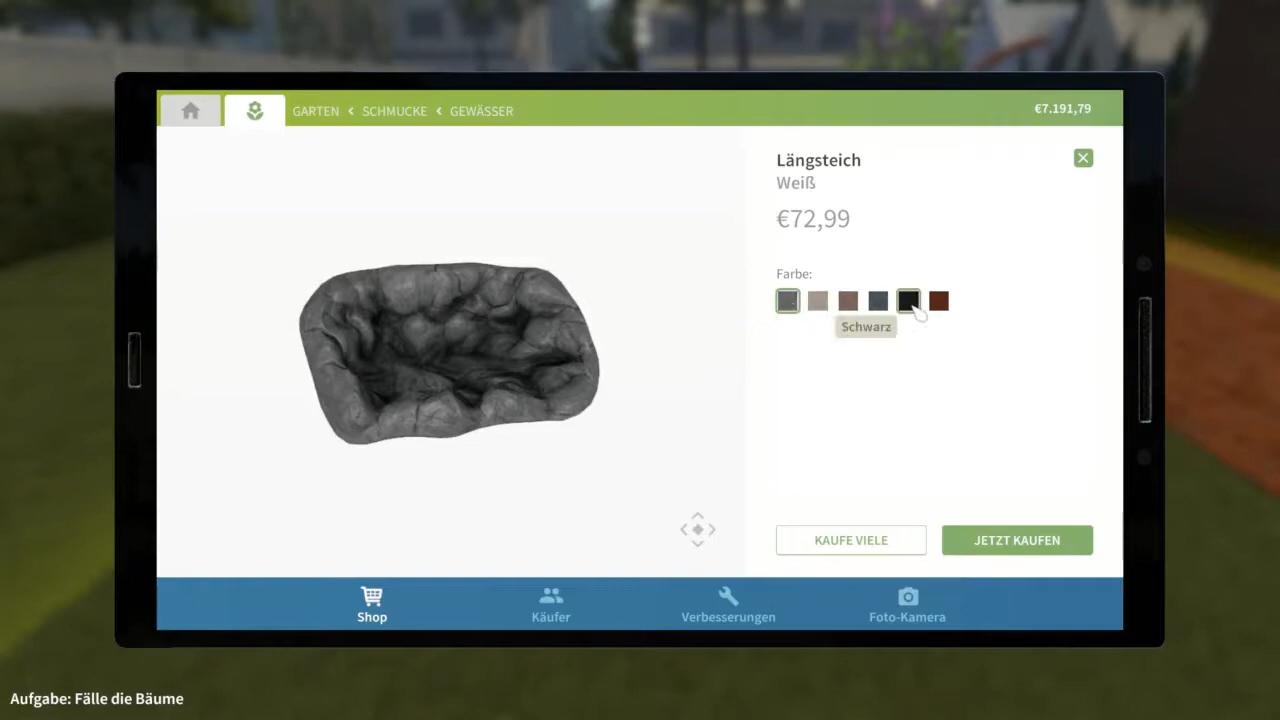 GARTEN < SCHMUCKE < GEWÄSSER
€7.191,79
Längsteich
Weiß
€72,99
Farbe:
Schwarz
KAUFE VIELE
JETZT KAUFEN
Shop
Käufer
Verbesserungen
Foto-Kamera
Aufgabe: Fälle die Bäume